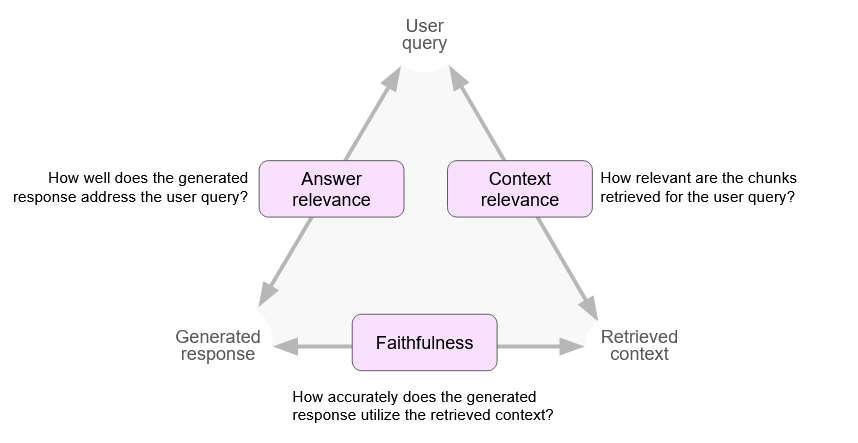 User
query
How well does the generated
response address the user query?
Answer
relevance
Context
relevance
How relevant are the chunks
retrieved for the user query?
Generated
response
Faithfulness
Retrieved
context
How accurately does the generated
response utilize the retrieved context?